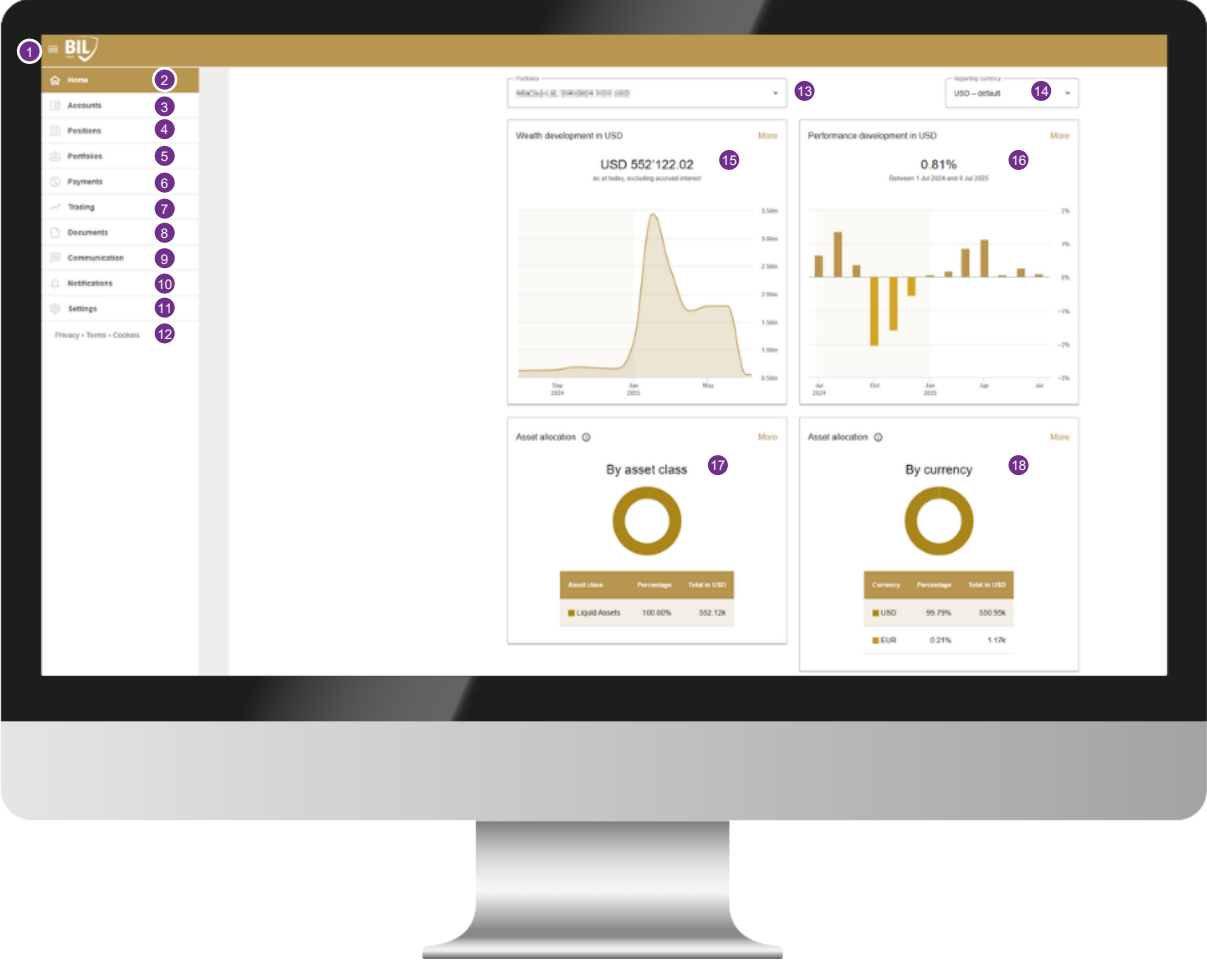 1
BIL
Home 2
Accounts 3
Positions 4
Portfolios 5
Payments 6
Trading 7
Documents 8
Communication 9
Notifications 10
Settings 11
Privacy • Terms • Cookies 12
Portfolios
13
Reporting currency
USD – default 14
Wealth development in USD More
USD 552'122.02 15
as at today, excluding accrued interest
3.50m
3.00m
2.50m
2.00m
1.50m
1.00m
0.50m
Sep Jan May
2024 2025
Performance development in USD More
0.81% 16
Between 1 Jul 2024 and 9 Jul 2025
2%
1%
0%
-1%
-2%
-3%
Jul Oct Jan Apr Jul
2024 2025
Asset allocation More
By asset class 17
Asset class Percentage Total in USD
Liquid Assets 100.00% 552.12k
Asset allocation More
By currency 18
Currency Percentage Total in USD
USD 99.79% 550.95k
EUR 0.21% 1.17k